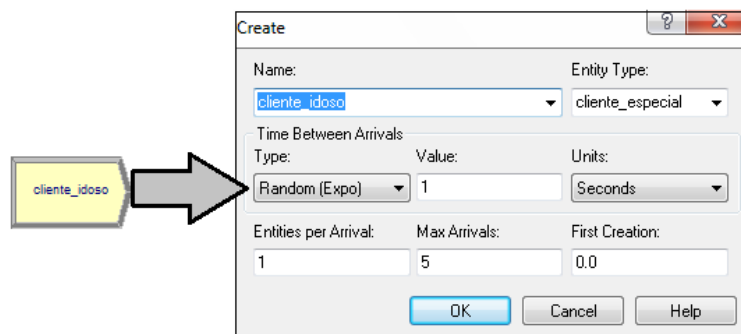 Create
?
X
Name:
Entity Type:
cliente_idoso
cliente_especial
Time Between Arrivals
Type:
Value:
Units:
Random (Expo)
1
Seconds
Entities per Arrival:
Max Arrivals:
First Creation:
1
5
0.0
OK
Cancel
Help
cliente_idoso